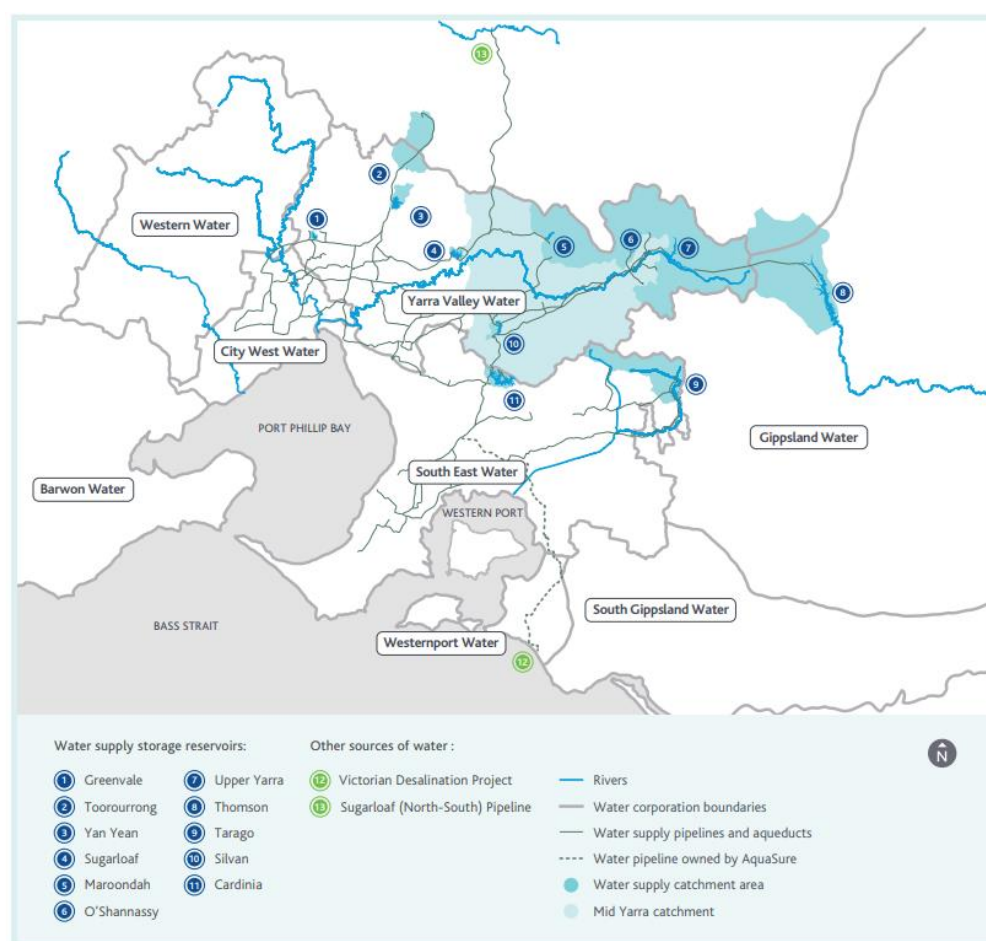 13
2
1
3
Western Water
4
5
6
7
8
Yarra Valley Water
10
City West Water
9
11
PORT PHILLIP BAY
Gippsland Water
South East Water
Barwon Water
WESTERN PORT
South Gippsland Water
BASS STRAIT
Westernport Water
12
Water supply storage reservoirs:
1 Greenvale
2 Toorourrong
3 Yan Yean
4 Sugarloaf
5 Maroondah
6 O'Shannassy
7 Upper Yarra
8 Thomson
9 Tarago
10 Silvan
11 Cardinia
Other sources of water :
12 Victorian Desalination Project
13 Sugarloaf (North-South) Pipeline
Rivers
Water corporation boundaries
Water supply pipelines and aqueducts
Water pipeline owned by AquaSure
Water supply catchment area
Mid Yarra catchment
N